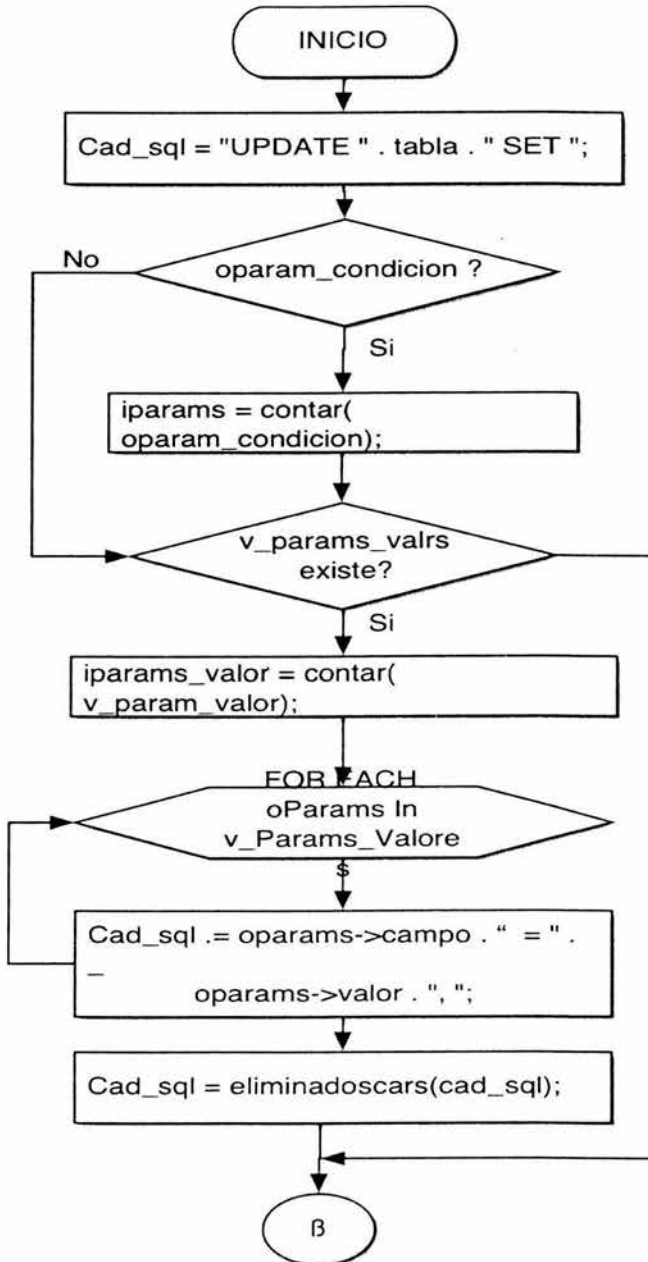 INICIO
Cad_sql = "UPDATE " . tabla . " SET ";
No
oparam_condicion ?
Si
iparams = contar(
oparam_condicion);
v_params_valrs
existe?
Si
iparams_valor = contar(
v_param_valor);
FOR EACH
oParams In
v_Params_Valore
s
Cad_sql .= oparams->campo . “ = " .
_
oparams->valor . ", ";
Cad_sql = eliminadoscars(cad_sql);
ß